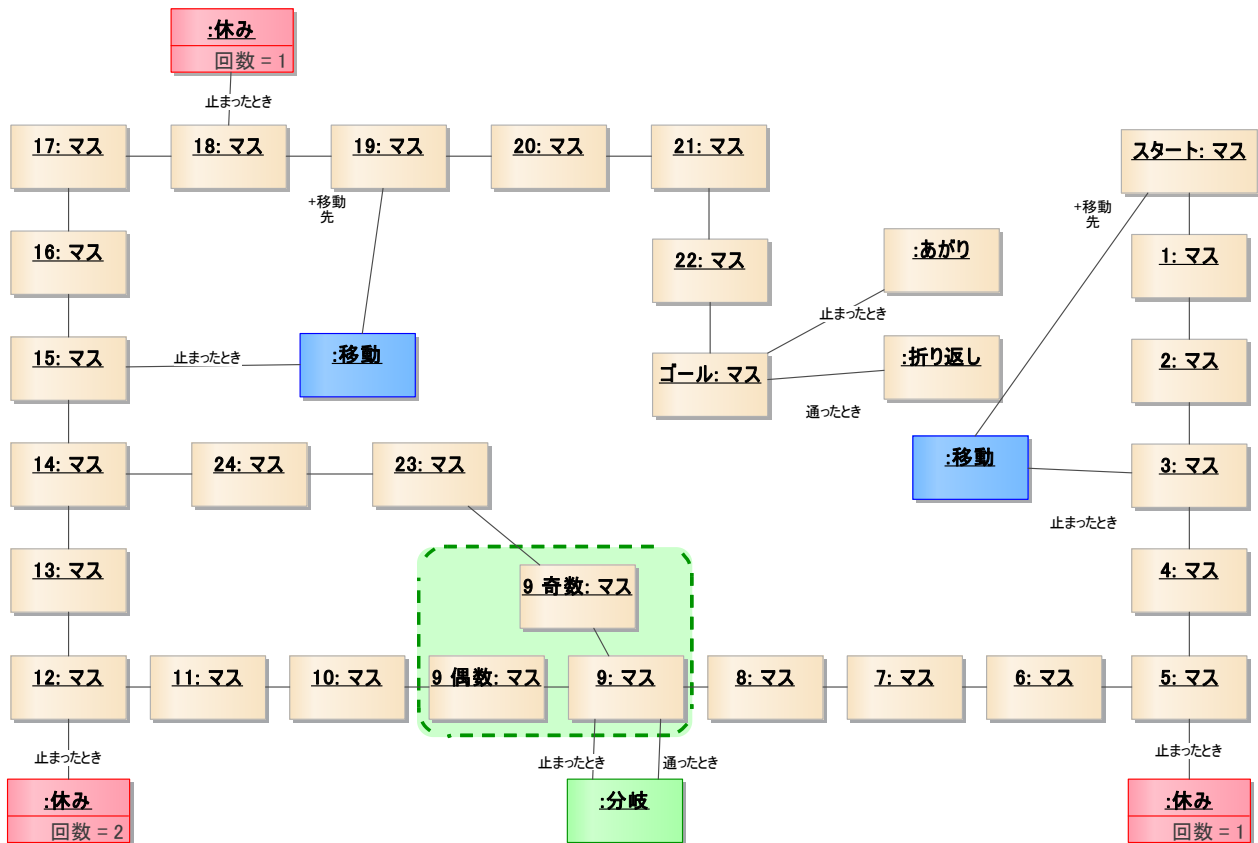 :休み
回数 = 1
止まったとき
17: マス
18: マス
19: マス
20: マス
21: マス
スタート: マス
+移動
先
+移動
先
16: マス
22: マス
:あがり
1: マス
止まったとき
15: マス
止まったとき
:移動
ゴール: マス
:折り返し
通ったとき
2: マス
14: マス
24: マス
23: マス
:移動
3: マス
止まったとき
13: マス
9 奇数: マス
4: マス
12: マス
11: マス
10: マス
9 偶数: マス
9: マス
8: マス
7: マス
6: マス
5: マス
止まったとき
止まったとき
通ったとき
止まったとき
:休み
回数 = 2
:分岐
:休み
回数 = 1